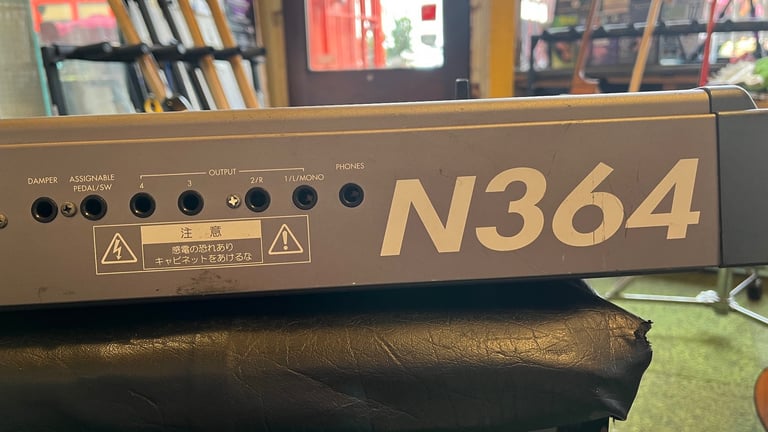 DAMPER
ASSIGNABLE
PEDAL/SW
OUTPUT
4
3
2/R
1/L/MONO
PHONES
注 意
感電の恐れあり
キャビネットをあけるな
N364